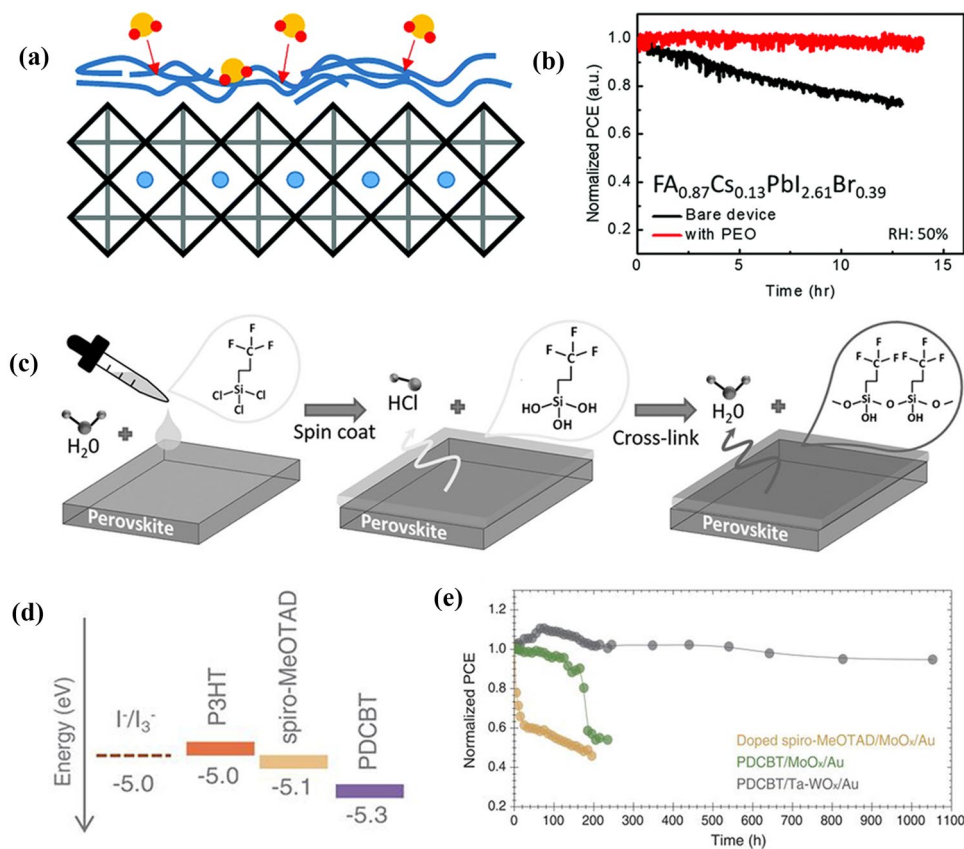 (a)
(b)
Normalized PCE (a.u.)
1.0
0.8
0.6
0.4
0.2
FA0.87Cs0.13PbI2.61Br0.39
Bare device
with PEO
RH: 50%
0
5
10
15
Time (hr)
(c)
H20
+
F
F
F
C
Si
Cl
Cl
Cl
Perovskite
Spin coat
HCl
+
F
F
F
C
Si
HO
OH
OH
Perovskite
Cross-link
H20
+
F F
F F
F F
C C
O Si O Si O
OH OH
Perovskite
(d)
Energy (eV)
I-/I3-
-5.0
P3HT
-5.0
spiro-MeOTAD
-5.1
PDCBT
-5.3
(e)
Normalized PCE
1.2
1.0
0.8
0.6
0.4
0.2
Doped spiro-MeOTAD/MoOx/Au
PDCBT/MoOx/Au
PDCBT/Ta-WOx/Au
0 100 200 300 400 500 600 700 800 900 1000 1100
Time (h)